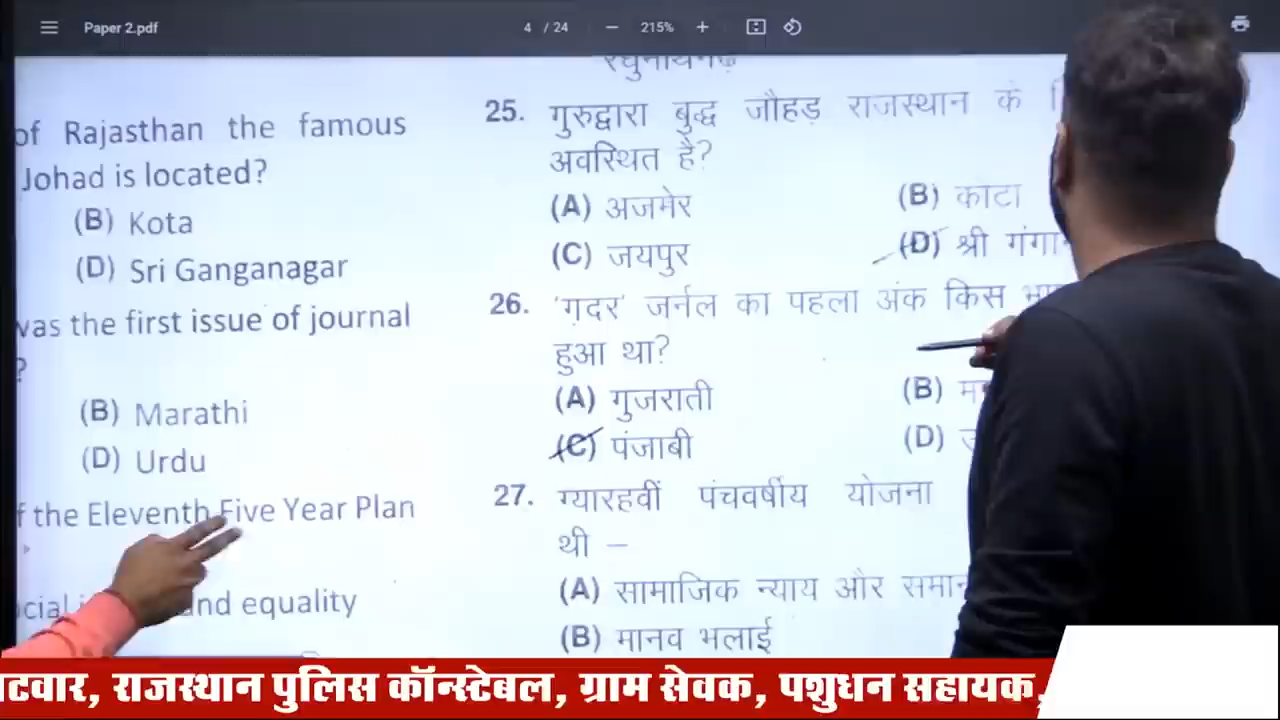 Paper 2.pdf
4 / 24
215%
of Rajasthan the famous
Johad is located?
(B) Kota
(D) Sri Ganganagar
was the first issue of journal
?
(B) Marathi
(D) Urdu
f the Eleventh Five Year Plan
and equality
25. गुरुद्वारा बुद्ध जौहड़ राजस्थान के
अवस्थित है?
(A) अजमेर
(B) कोटा
(C) जयपुर
(D) श्री
26. 'ग़दर' जर्नल का पहला अंक किस
हुआ था?
(A) गुजराती
(B)
(C) पंजाबी
(D)
27. ग्यारहवीं पंचवर्षीय योजना
थी –
(A) सामाजिक न्याय और
(B) मानव भलाई
टवार, राजस्थान पुलिस कॉन्स्टेबल, ग्राम सेवक, पशुधन सहायक,